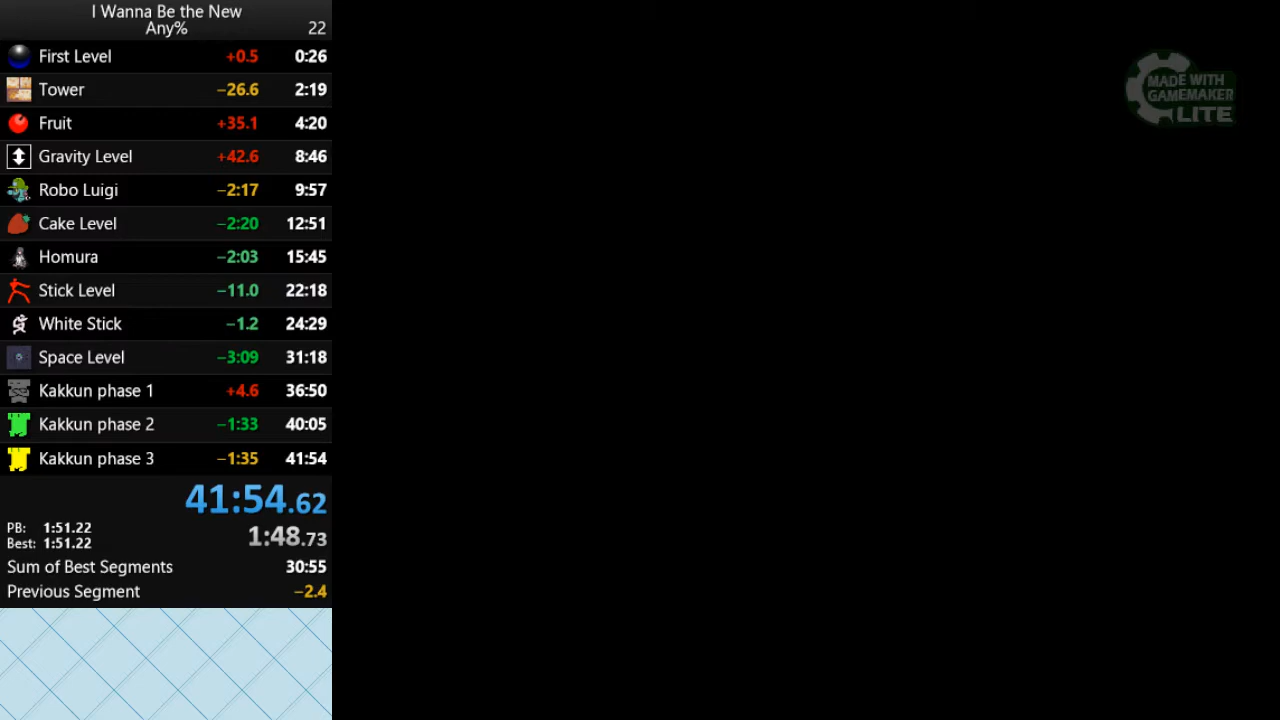 I Wanna Be the New
Any% 22
First Level +0.5 0:26
Tower −26.6 2:19
Fruit +35.1 4:20
Gravity Level +42.6 8:46
Robo Luigi −2:17 9:57
Cake Level −2:20 12:51
Homura −2:03 15:45
Stick Level −11.0 22:18
White Stick −1.2 24:29
Space Level −3:09 31:18
Kakkun phase 1 +4.6 36:50
Kakkun phase 2 −1:33 40:05
Kakkun phase 3 −1:35 41:54
41:54.62
PB: 1:51.22
Best: 1:51.22
1:48.73
Sum of Best Segments 30:55
Previous Segment −2.4
MADE WITH
GAMEMAKER
LITE